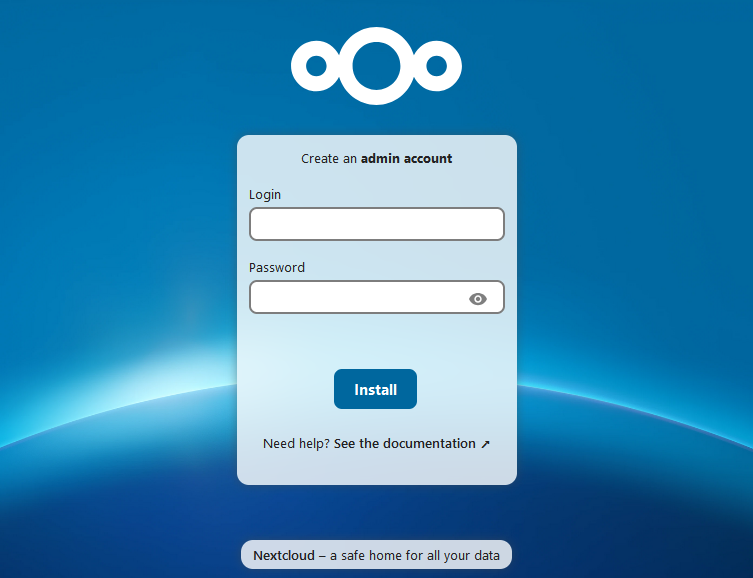 Create an admin account
Login
Password
Install
Need help? See the documentation ↗
Nextcloud – a safe home for all your data